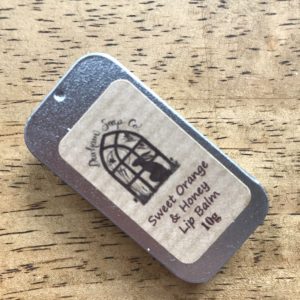 Soap Co.
Sweet Orange
& Honey
Lip Balm
10g